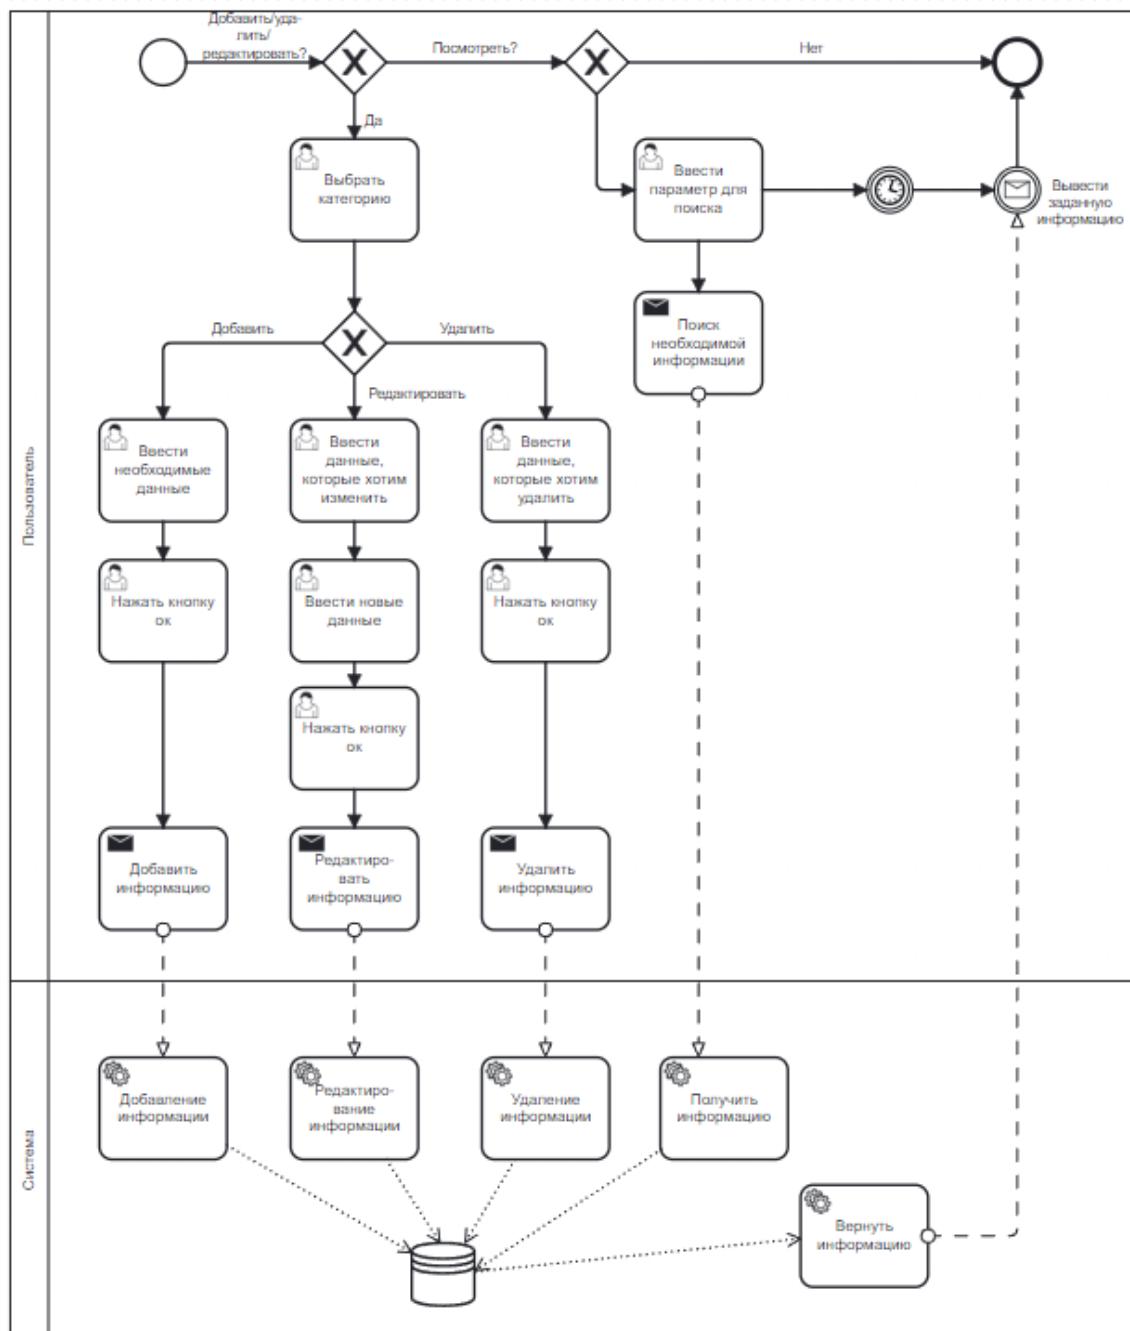 Добавить/уда-
лить/
редактировать?
Посмотреть?
Нет
Да
Выбрать
категорию
Ввести
параметр для
поиска
Вывести
заданную
информацию
Поиск
необходимой
информации
Добавить
Удалить
Редактировать
Ввести
необходимые
данные
Ввести
данные,
которые хотим
изменить
Ввести
данные,
которые хотим
удалить
Нажать кнопку
ок
Ввести новые
данные
Нажать кнопку
ок
Нажать кнопку
ок
Добавить
информацию
Редактиро-
вать
информацию
Удалить
информацию
Пользователь
Добавление
информации
Редактиро-
вание
информации
Удаление
информации
Получить
информацию
Вернуть
информацию
Система